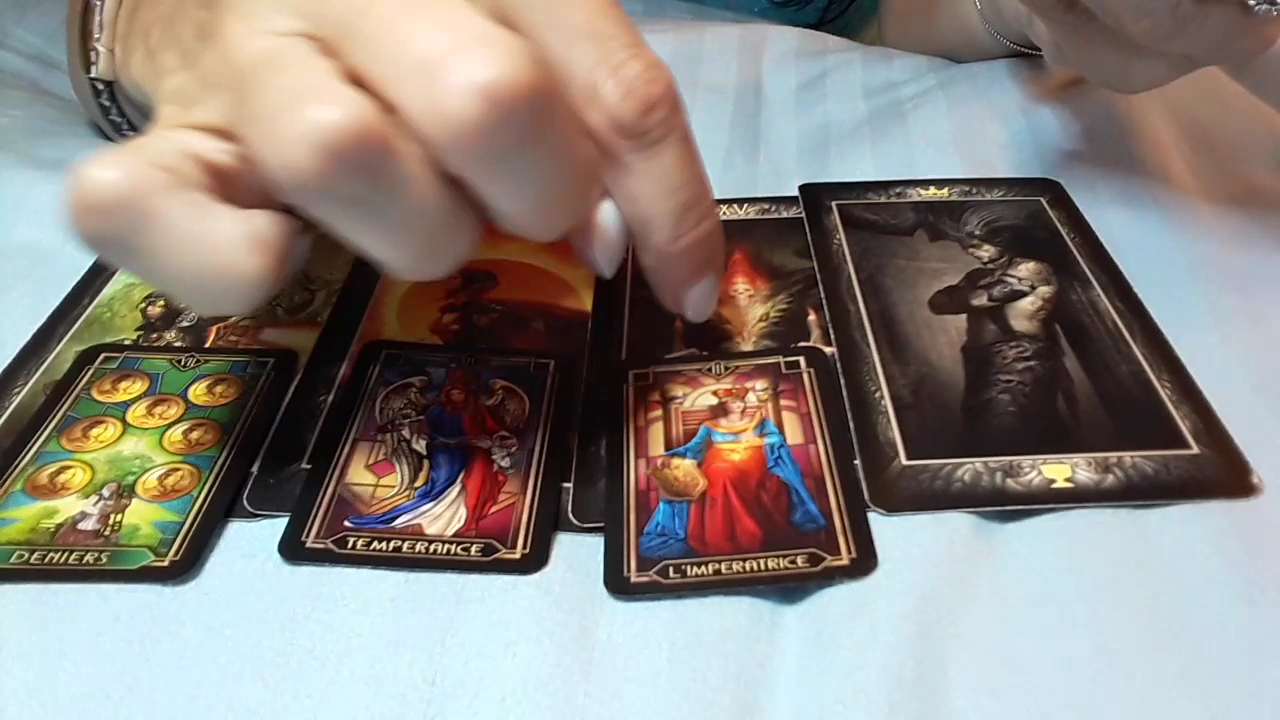 XV
VII
DENIERS
TEMPERANCE
III
L'IMPERATRICE